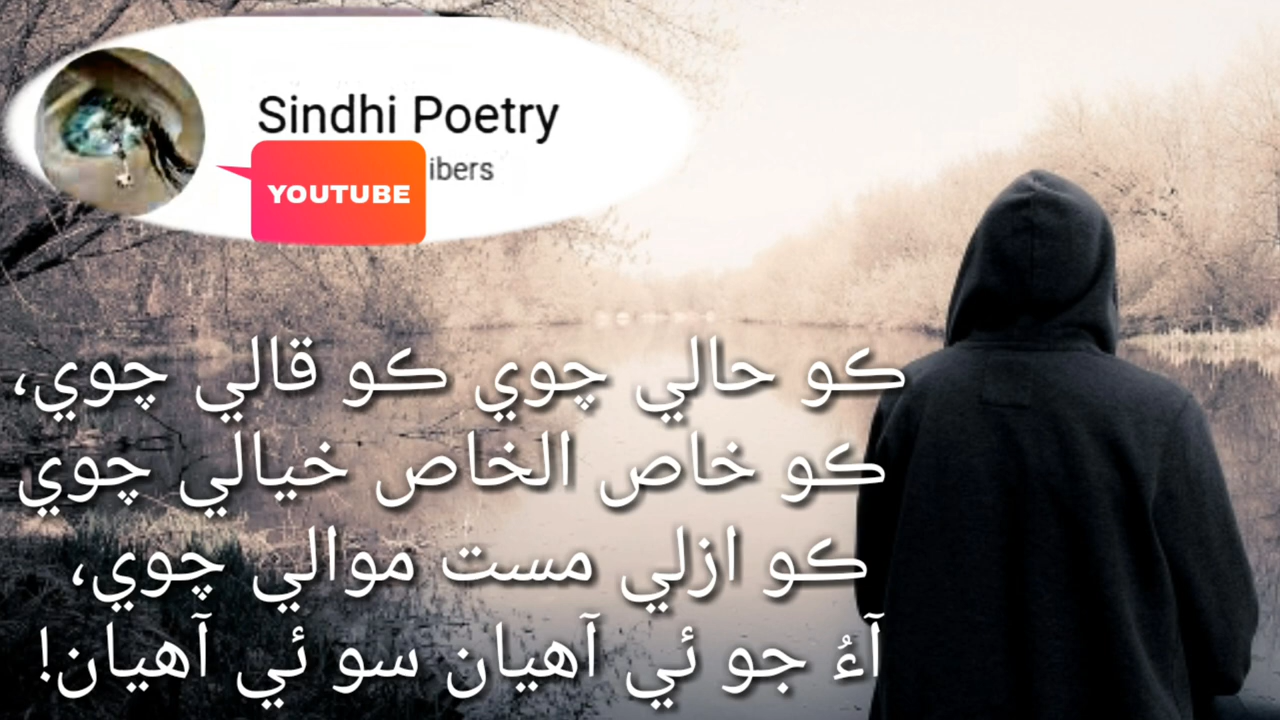 Sindhi Poetry
ibers
YOUTUBE
ڪو حالي چوي ڪو قالي چوي،
ڪو خاص الخاص خيالي چوي
ڪو ازلي مست موالي چوي،
آءُ جو ئي آهيان سو ئي آهيان!